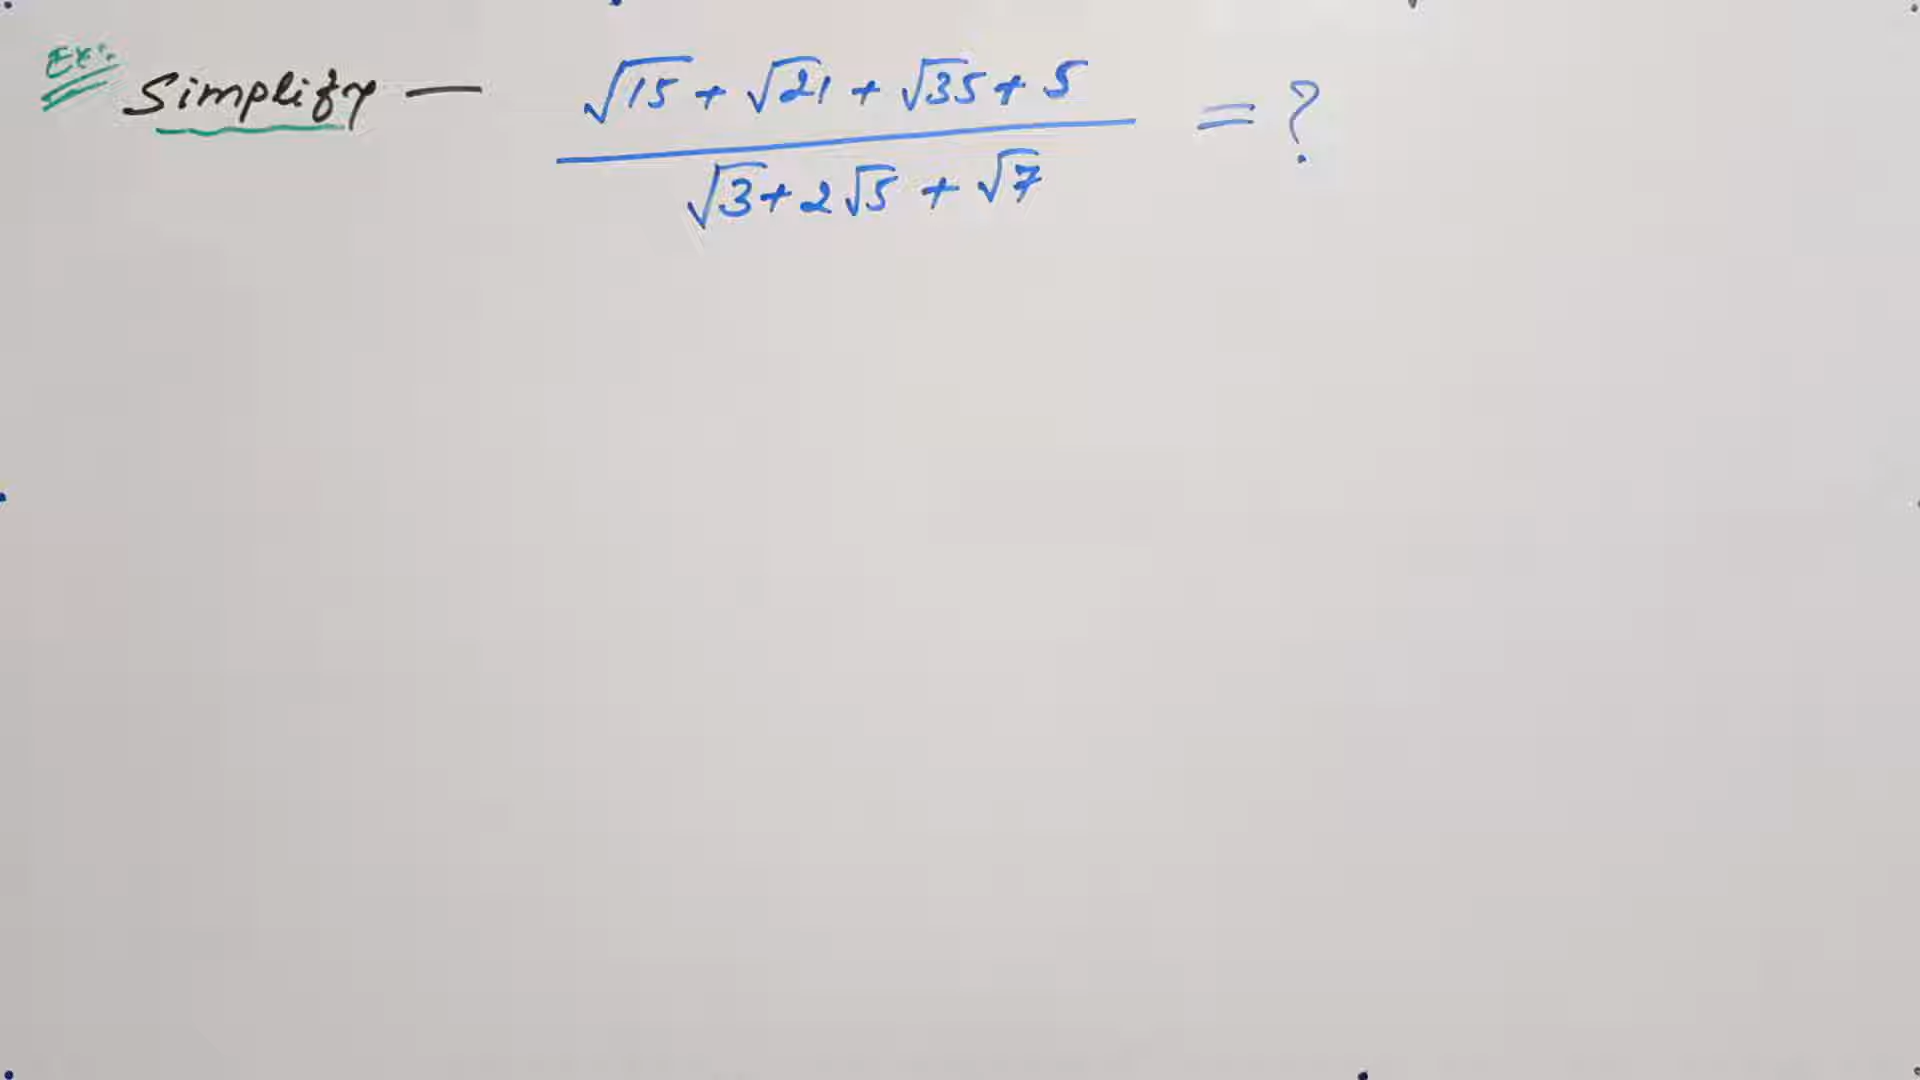 Ex:
Simplify — (√15 + √21 + √35 + 5) / (√3 + 2√5 + √7) = ?